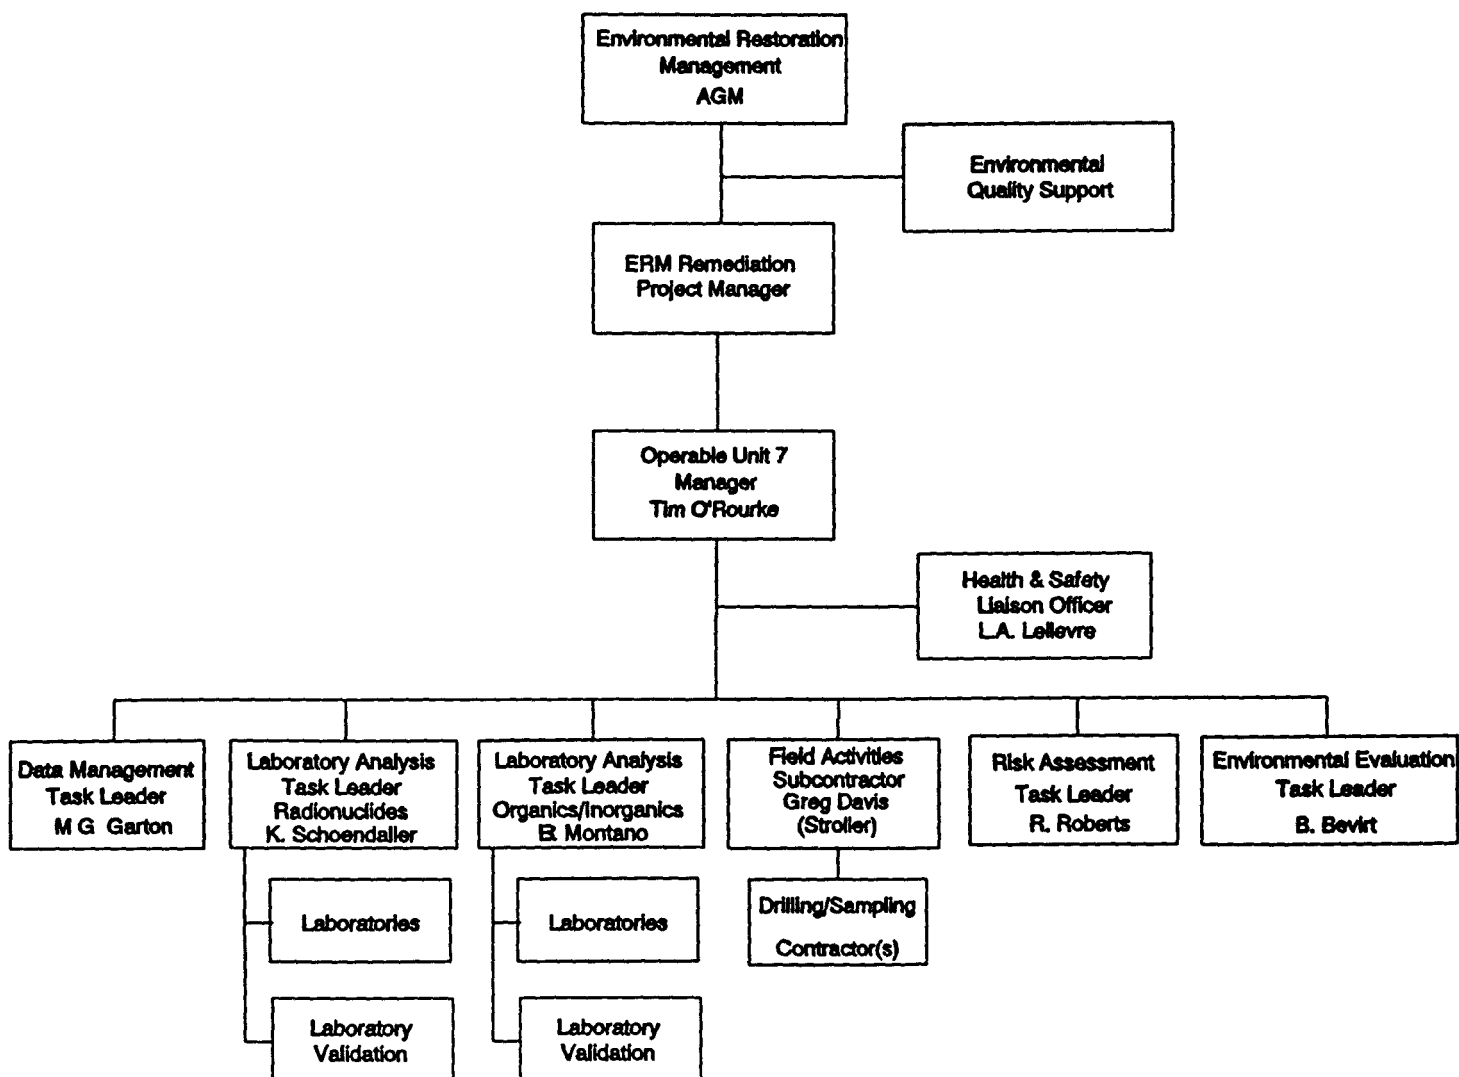 Environmental Restoration
Management
AGM
Environmental
Quality Support
ERM Remediation
Project Manager
Operable Unit 7
Manager
Tim O'Rourke
Health & Safety
Liaison Officer
L.A. Lelievre
Data Management
Task Leader
M G Garton
Laboratory Analysis
Task Leader
Radionuclides
K. Schoendaller
Laboratory Analysis
Task Leader
Organics/Inorganics
B. Montano
Field Activities
Subcontractor
Greg Davis
(Stroller)
Risk Assessment
Task Leader
R. Roberts
Environmental Evaluation
Task Leader
B. Bevirt
Laboratories
Laboratories
Drilling/Sampling
Contractor(s)
Laboratory
Validation
Laboratory
Validation